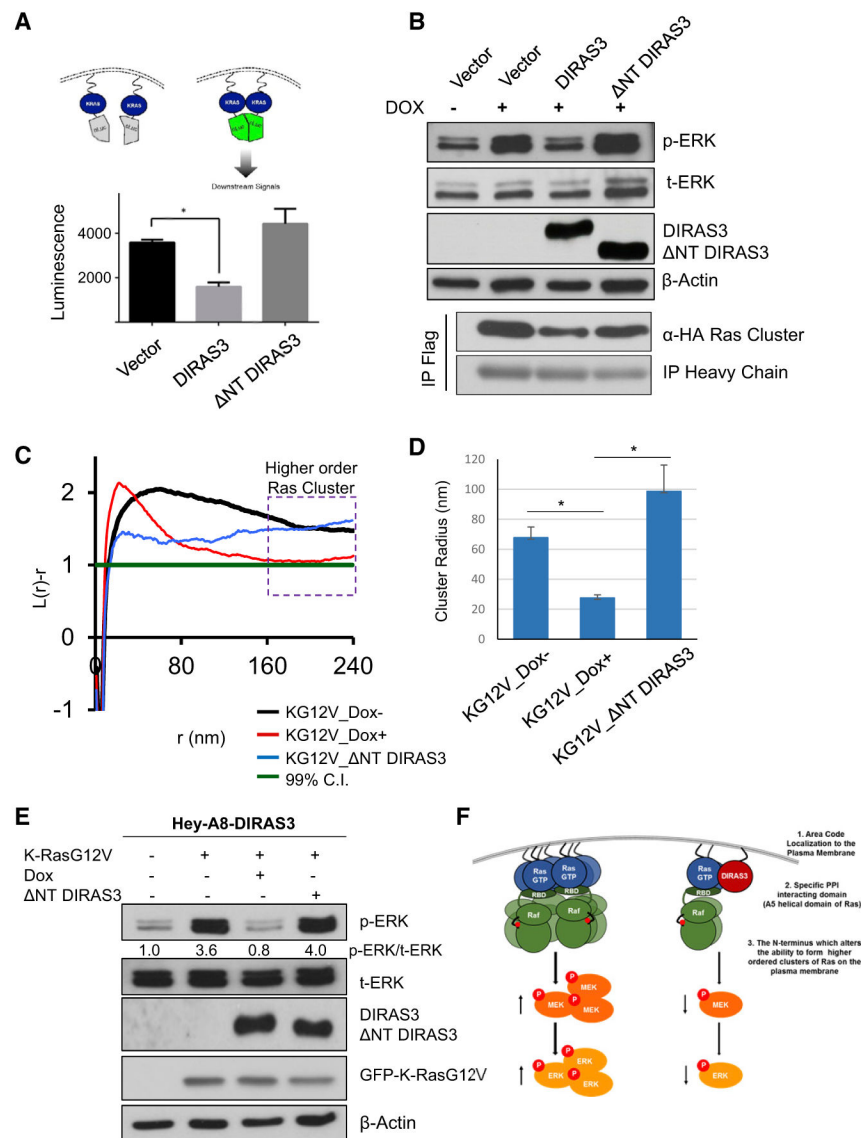 A
KRAS
KRAS
KRAS
KRAS
Downstream Signals
Luminescence
4000
2000
*
Vector
DIRAS3
ΔNT DIRAS3
B
Vector
Vector
DIRAS3
ΔNT DIRAS3
DOX - + + +
p-ERK
t-ERK
DIRAS3
ΔNT DIRAS3
β-Actin
IP Flag
α-HA Ras Cluster
IP Heavy Chain
C
Higher order
Ras Cluster
L(r)-r
2
1
0
-1
0 80 160 240
r (nm)
KG12V_Dox-
KG12V_Dox+
KG12V_ΔNT DIRAS3
99% C.I.
D
Cluster Radius (nm)
120
100
80
60
40
20
0
*
*
KG12V_Dox-
KG12V_Dox+
KG12V_ΔNT DIRAS3
E
Hey-A8-DIRAS3
K-RasG12V - + + +
Dox - - + -
ΔNT DIRAS3 - - - +
p-ERK
1.0 3.6 0.8 4.0 p-ERK/t-ERK
t-ERK
DIRAS3
ΔNT DIRAS3
GFP-K-RasG12V
β-Actin
F
Ras
GTP
Ras
GTP
RBD
RBD
Raf
Raf
P
MEK
P
MEK
MEK
P
ERK
P
ERK
P
ERK
Ras
GTP
DIRAS3
RBD
Raf
P
MEK
P
ERK
1. Area Code
Localization to the
Plasma Membrane
2. Specific PPI
interacting domain
(A5 helical domain of Ras)
3. The N-terminus which alters
the ability to form higher
ordered clusters of Ras on the
plasma membrane